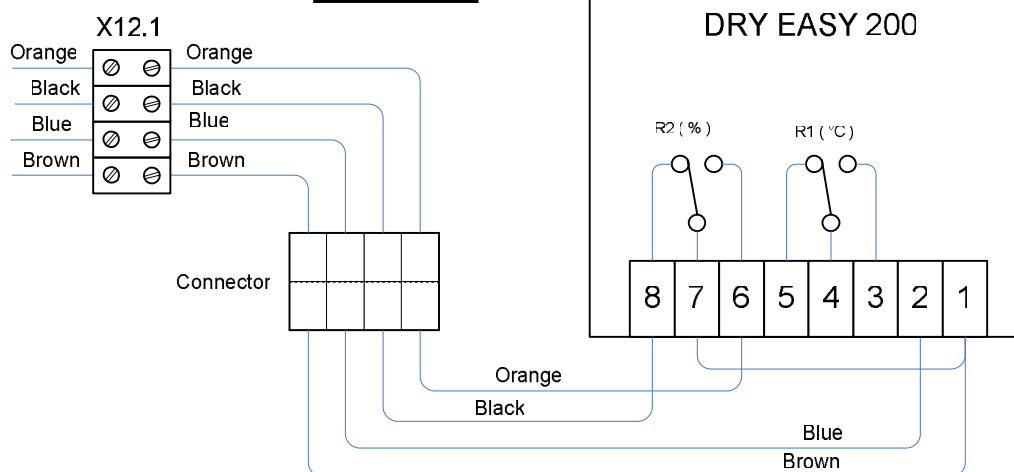 X12.1
Orange Orange
Black Black
Blue Blue
Brown Brown
Connector
DRY EASY 200
R2 ( % ) R1 ( °C )
8 7 6 5 4 3 2 1
Orange
Black
Blue
Brown